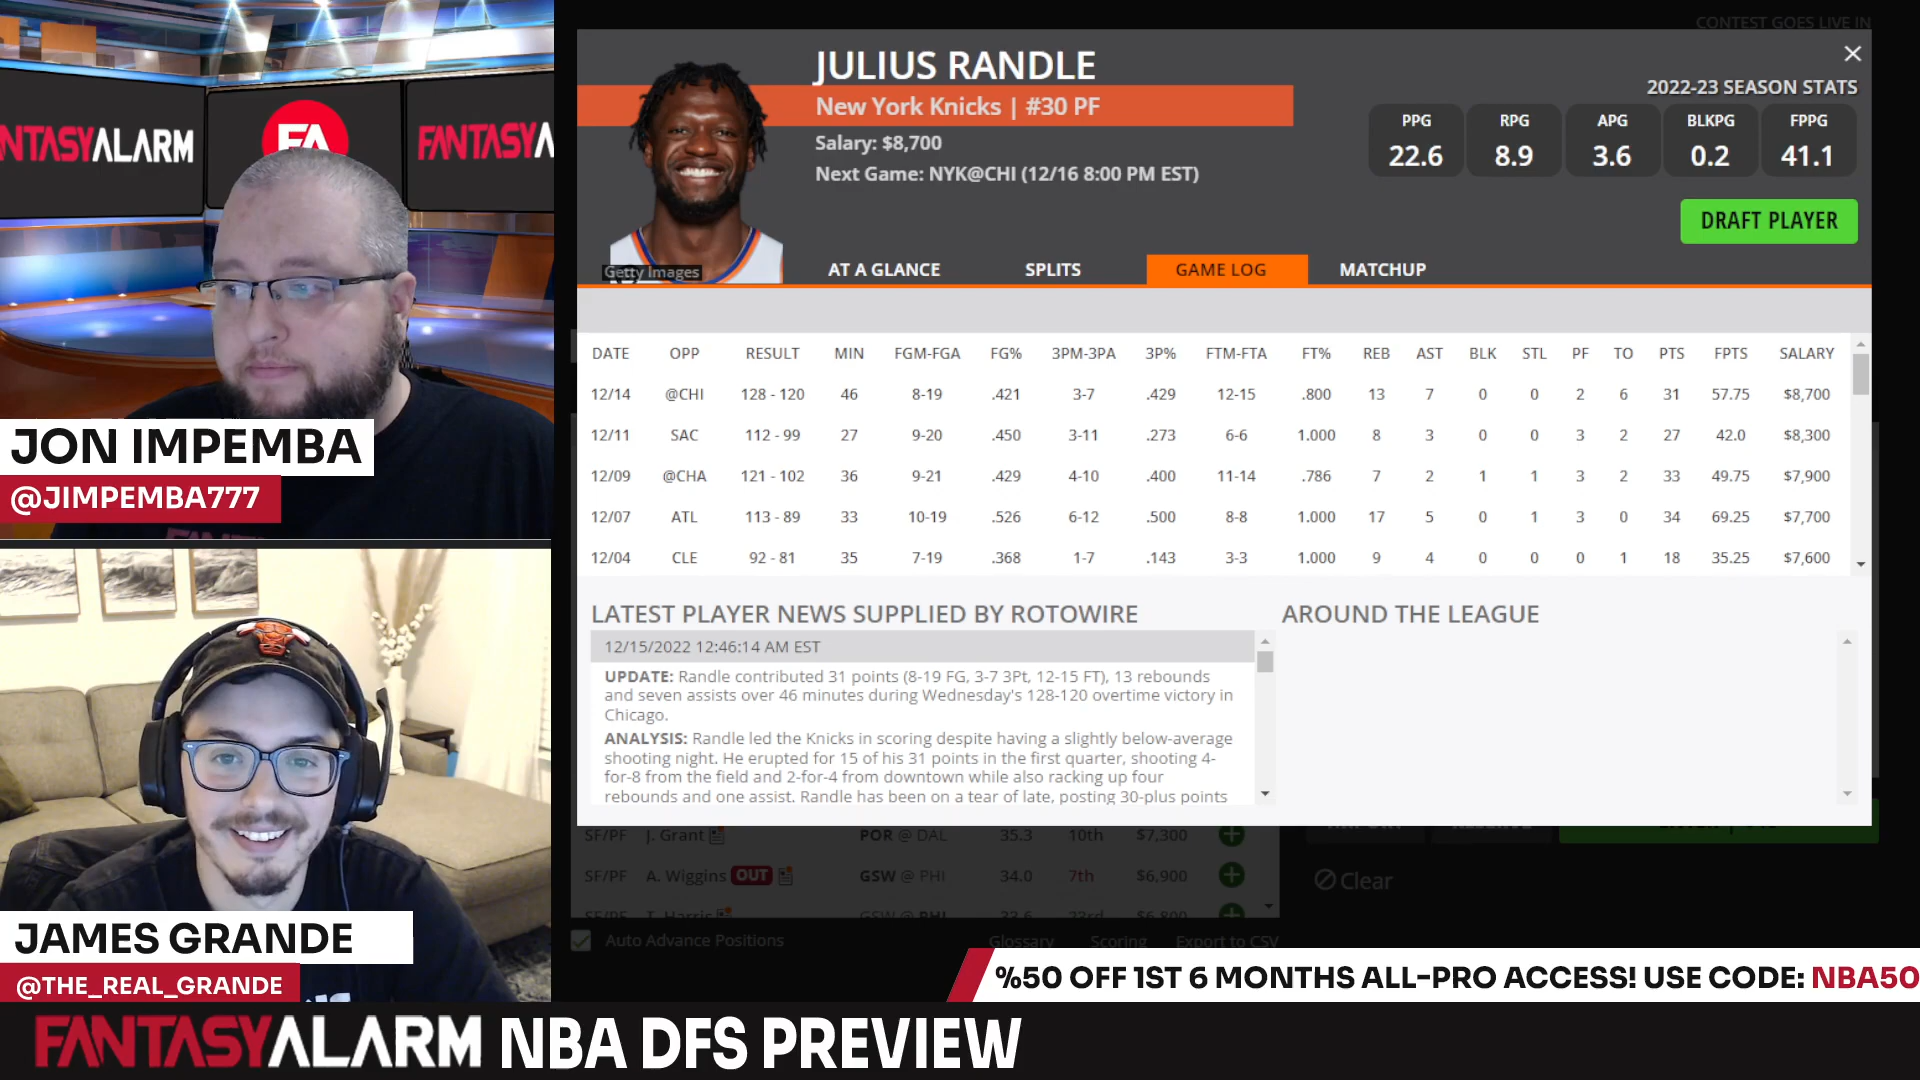 CONTEST GOES LIVE IN
NTASYALARM
FA
FANTASYA
JON IMPEMBA
@JIMPEMBA777
JULIUS RANDLE
New York Knicks | #30 PF
Salary: $8,700
Next Game: NYK@CHI (12/16 8:00 PM EST)
Getty Images
2022-23 SEASON STATS
PPG RPG APG BLKPG FPPG
22.6 8.9 3.6 0.2 41.1
DRAFT PLAYER
AT A GLANCE SPLITS GAME LOG MATCHUP
DATE OPP RESULT MIN FGM-FGA FG% 3PM-3PA 3P% FTM-FTA FT% REB AST BLK STL PF TO PTS FPTS SALARY
12/14 @CHI 128 - 120 46 8-19 .421 3-7 .429 12-15 .800 13 7 0 0 2 6 31 57.75 $8,700
12/11 SAC 112 - 99 27 9-20 .450 3-11 .273 6-6 1.000 8 3 0 0 3 2 27 42.0 $8,300
12/09 @CHA 121 - 102 36 9-21 .429 4-10 .400 11-14 .786 7 2 1 1 3 2 33 49.75 $7,900
12/07 ATL 113 - 89 33 10-19 .526 6-12 .500 8-8 1.000 17 5 0 1 3 0 34 69.25 $7,700
12/04 CLE 92 - 81 35 7-19 .368 1-7 .143 3-3 1.000 9 4 0 0 0 1 18 35.25 $7,600
LATEST PLAYER NEWS SUPPLIED BY ROTOWIRE
12/15/2022 12:46:14 AM EST
UPDATE: Randle contributed 31 points (8-19 FG, 3-7 3Pt, 12-15 FT), 13 rebounds
and seven assists over 46 minutes during Wednesday's 128-120 overtime victory in
Chicago.
ANALYSIS: Randle led the Knicks in scoring despite having a slightly below-average
shooting night. He erupted for 15 of his 31 points in the first quarter, shooting 4-
for-8 from the field and 2-for-4 from downtown while also racking up four
rebounds and one assist. Randle has been on a tear of late, posting 30-plus points
AROUND THE LEAGUE
SF/PF J. Grant POR @ DAL 35.3 10th $7,300
SF/PF A. Wiggins OUT GSW @ PHI 34.0 7th $6,900
SF/PF T. Harris GSW @ PHI 33.6 23rd $6,800
Clear
Auto Advance Positions
Glossary Scoring Export to CSV
JAMES GRANDE
@THE_REAL_GRANDE
%50 OFF 1ST 6 MONTHS ALL-PRO ACCESS! USE CODE: NBA50
FANTASYALARM NBA DFS PREVIEW